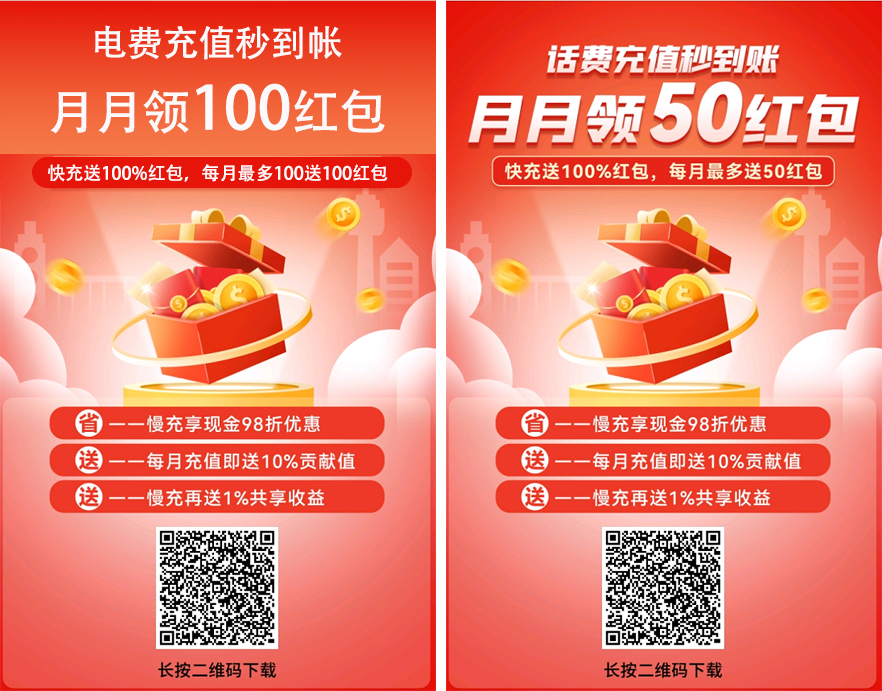 电费充值秒到帐
月月领100红包
快充送100%红包，每月最多100送100红包
省 ——慢充享现金98折优惠
送 ——每月充值即送10%贡献值
送 ——慢充再送1%共享收益
长按二维码下载
话费充值秒到账
月月领50红包
快充送100%红包，每月最多送50红包
省 ——慢充享现金98折优惠
送 ——每月充值即送10%贡献值
送 ——慢充再送1%共享收益
长按二维码下载